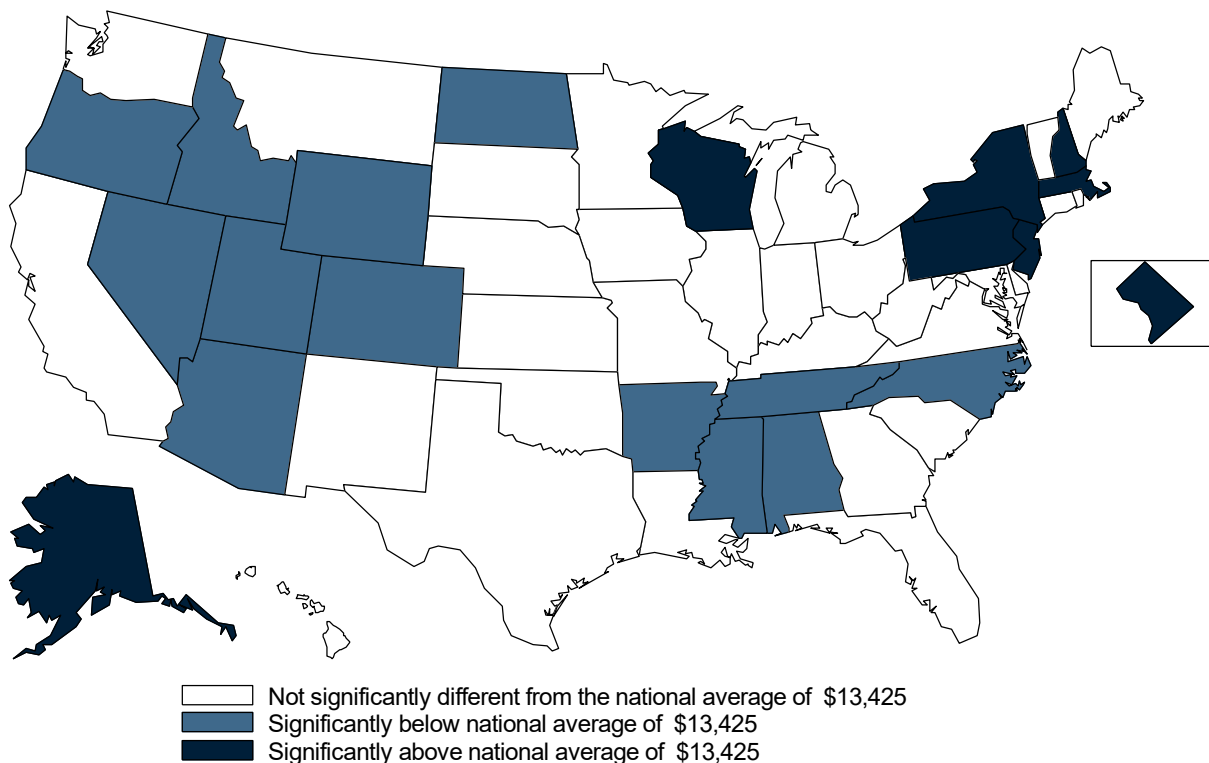 Not significantly different from the national average of $13,425
Significantly below national average of $13,425
Significantly above national average of $13,425